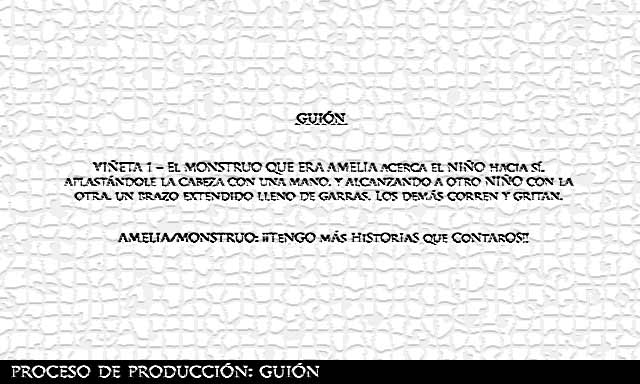 GUIÓN
VIÑETA 1 – EL MONSTRUO QUE ERA AMELIA ACERCA EL NIÑO HACIA SÍ,
APLASTÁNDOLE LA CABEZA CON UNA MANO, Y ALCANZANDO A OTRO NIÑO CON LA
OTRA, UN BRAZO EXTENDIDO LLENO DE GARRAS. LOS DEMÁS CORREN Y GRITAN.
AMELIA/MONSTRUO: ¡¡TENGO MÁS HISTORIAS QUE CONTAROS!!
PROCESO DE PRODUCCIÓN: GUIÓN